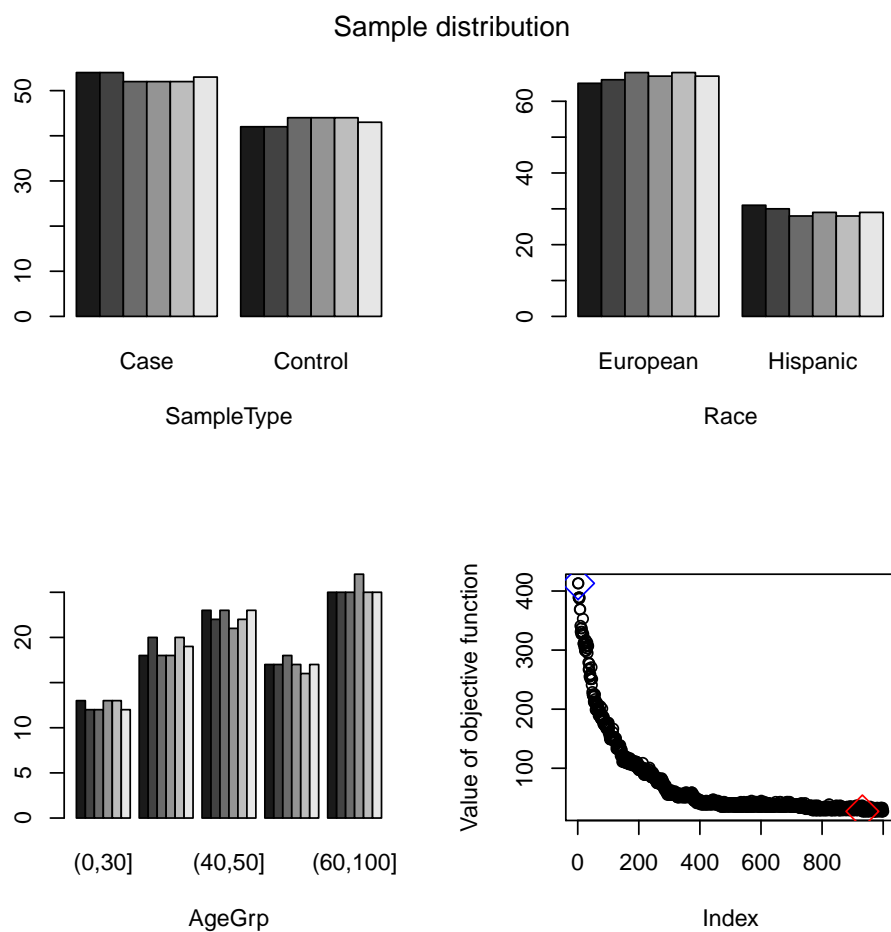 Sample distribution
0
10
30
50
Case
Control
SampleType
0
20
40
60
European
Hispanic
Race
0
5
10
20
(0,30]
(40,50]
(60,100]
AgeGrp
Value of objective function
100
200
300
400
0
200
400
600
800
Index